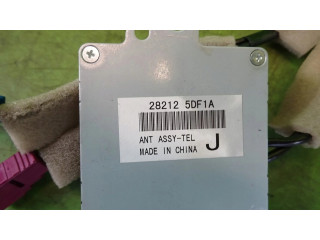 28212 5DF1A
ANT ASSY-TEL
MADE IN CHINA
J